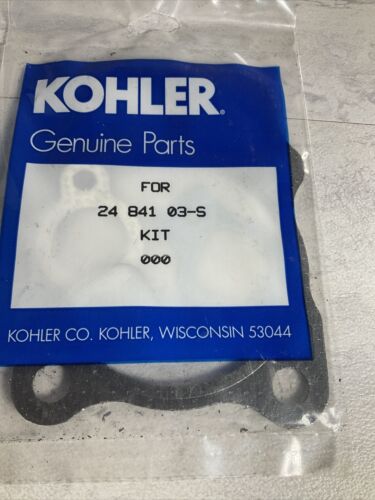 KOHLER®
Genuine Parts
FOR
24 841 03-S
KIT
000
KOHLER CO. KOHLER, WISCONSIN 53044